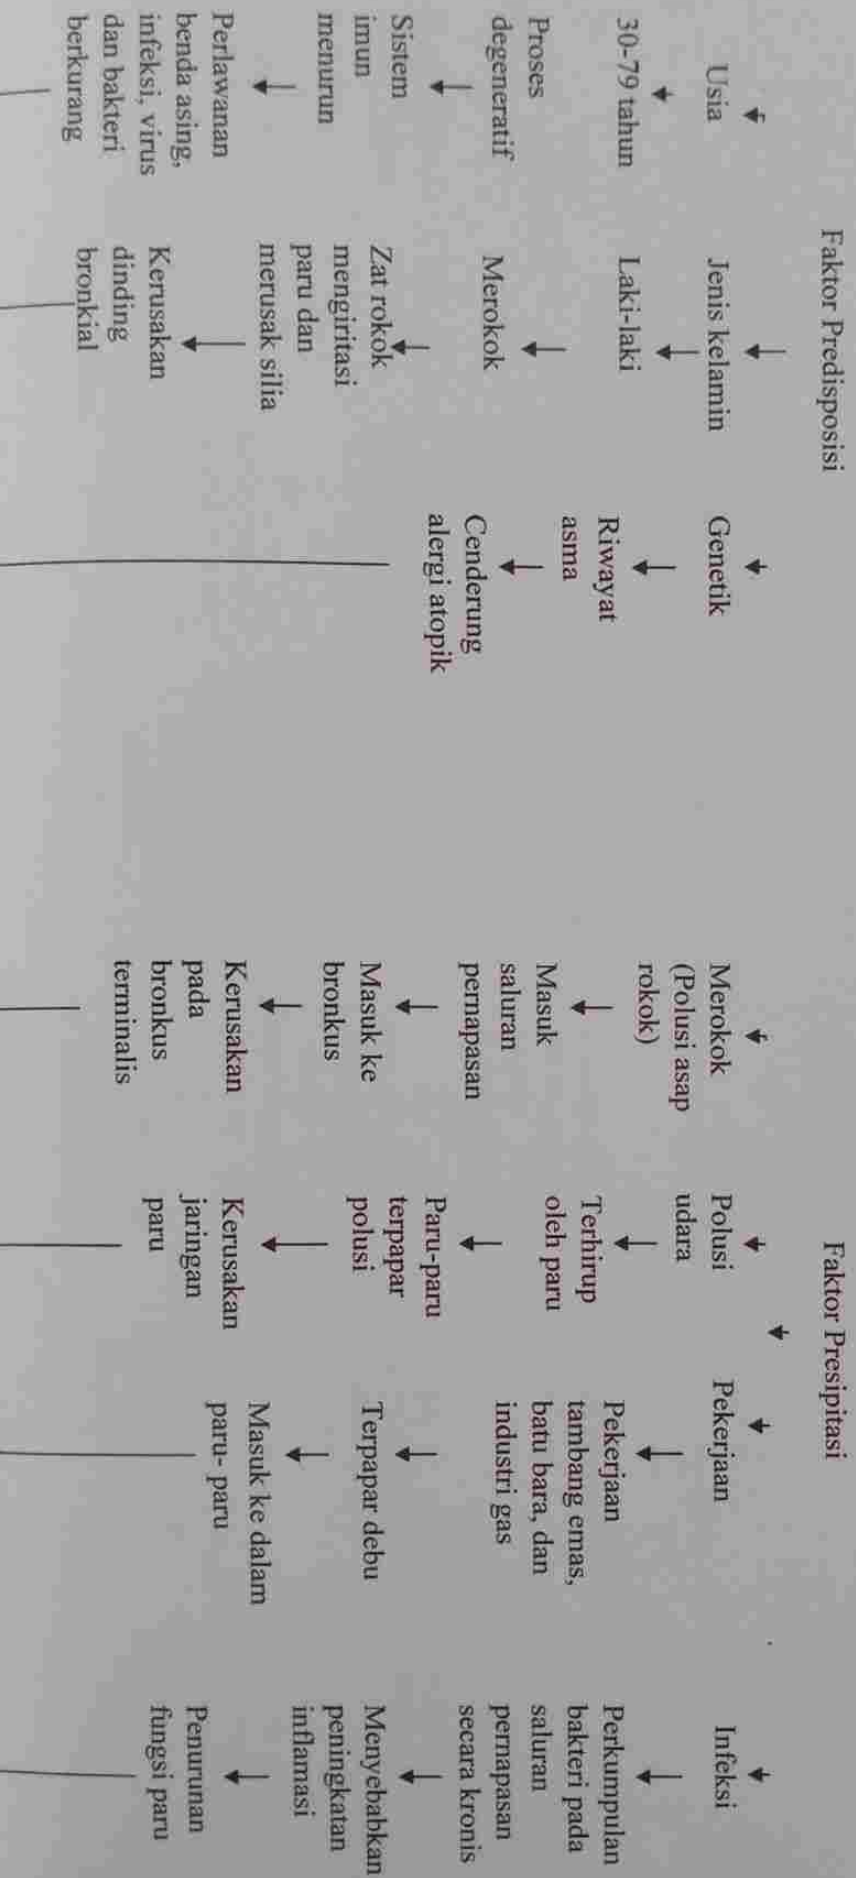 Faktor Predisposisi
Usia
30-79 tahun
Proses
degeneratif
Sistem
imun
menurun
Perlawanan
benda asing,
infeksi, virus
dan bakteri
berkurang
Jenis kelamin
Laki-laki
Merokok
Zat rokok
mengiritasi
paru dan
merusak silia
Kerusakan
dinding
bronkial
Genetik
Riwayat
asma
Cenderung
alergi atopik
Faktor Presipitasi
Merokok
(Polusi asap
rokok)
Masuk
saluran
pernapasan
Masuk ke
bronkus
Kerusakan
pada
bronkus
terminalis
Polusi
udara
Terhirup
oleh paru
Paru-paru
terpapar
polusi
Kerusakan
jaringan
paru
Pekerjaan
Pekerjaan
tambang emas,
batu bara, dan
industri gas
Terpapar debu
Masuk ke dalam
paru- paru
Infeksi
Perkumpulan
bakteri pada
saluran
pernapasan
secara kronis
Menyebabkan
peningkatan
inflamasi
Penurunan
fungsi paru